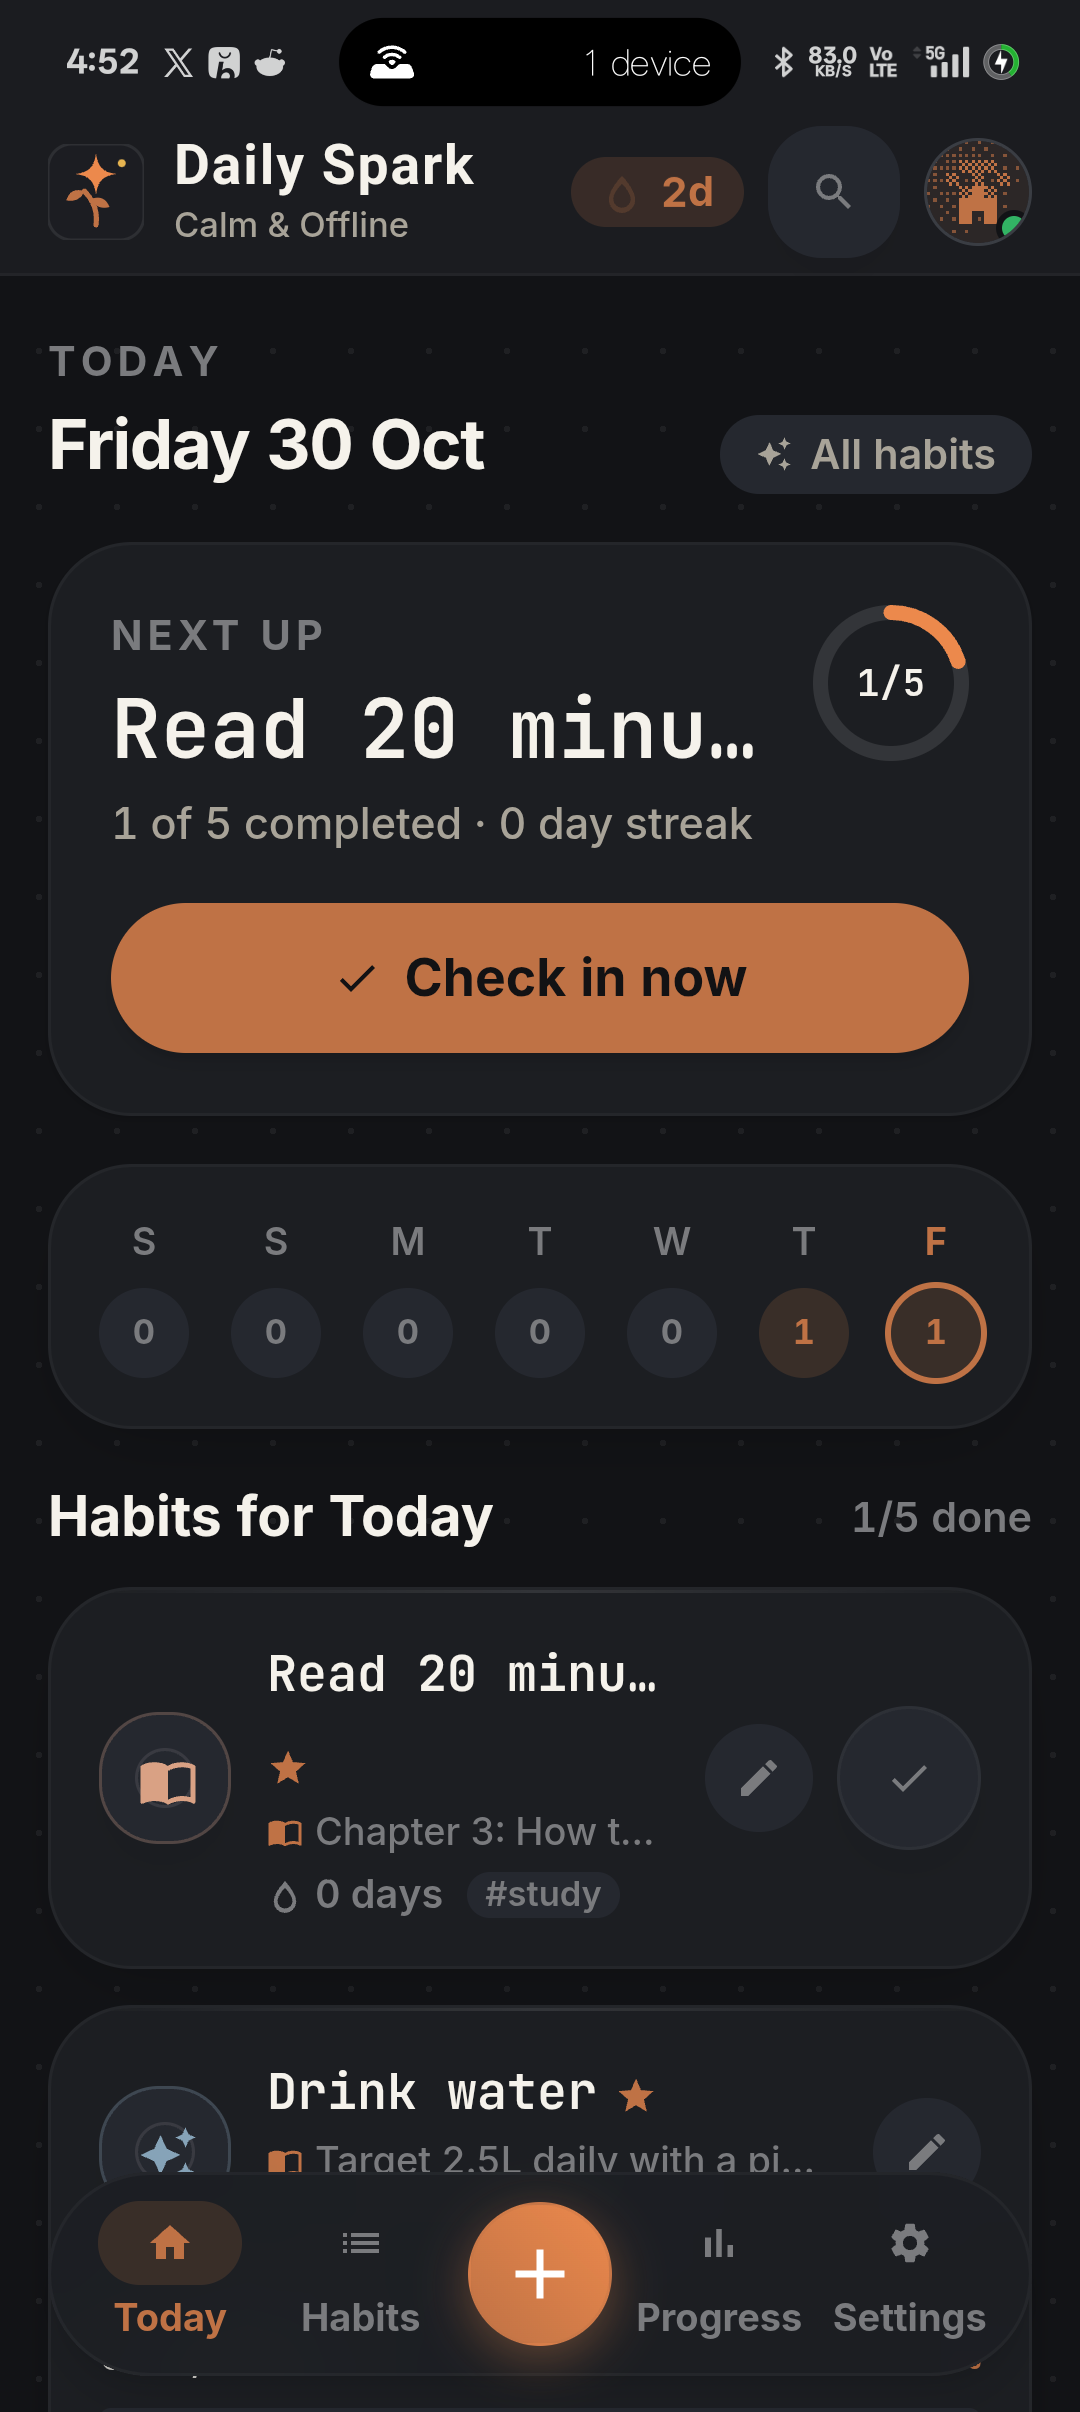 4:52
1 device
83.0
KB/S
Vo
LTE
5G
Daily Spark
Calm & Offline
2d
TODAY
Friday 30 Oct
All habits
NEXT UP
Read 20 minu…
1/5
1 of 5 completed · 0 day streak
Check in now
S S M T W T F
0 0 0 0 0 1 1
Habits for Today
1/5 done
Read 20 minu…
Chapter 3: How t...
0 days
#study
Drink water
Target 2.5L daily with a pi...
Today
Habits
Progress
Settings